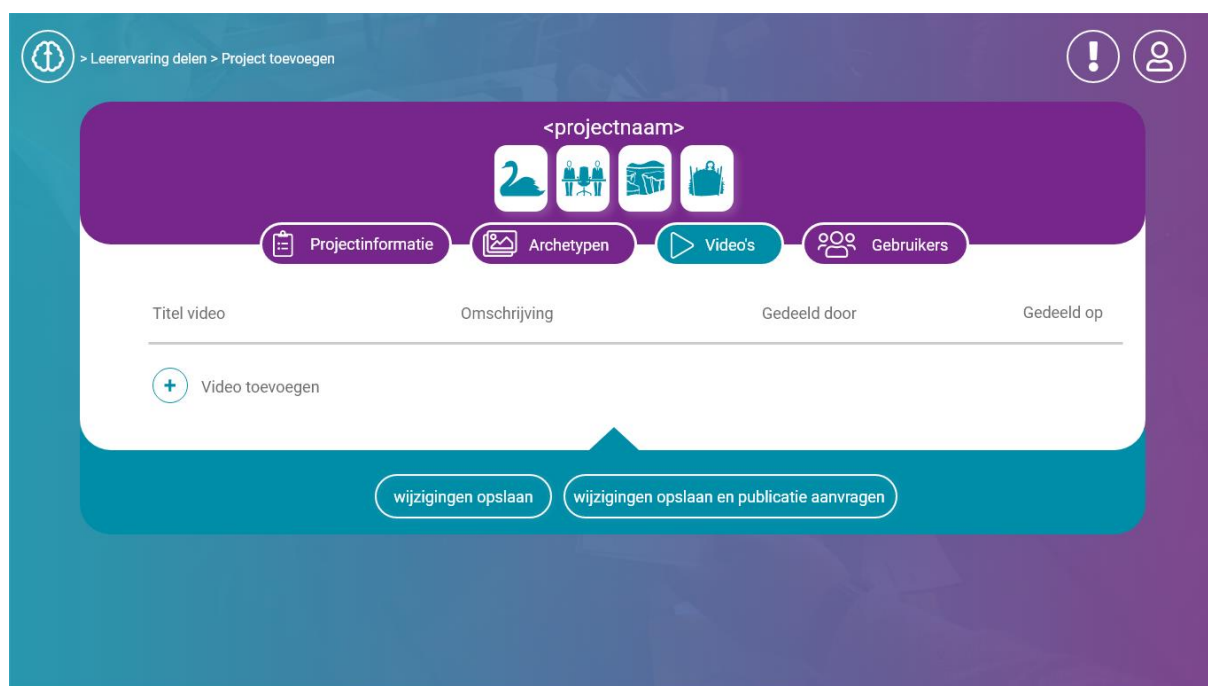 > Leerervaring delen > Project toevoegen
<projectnaam>
Projectinformatie
Archetypen
Video's
Gebruikers
Titel video
Omschrijving
Gedeeld door
Gedeeld op
Video toevoegen
wijzigingen opslaan
wijzigingen opslaan en publicatie aanvragen